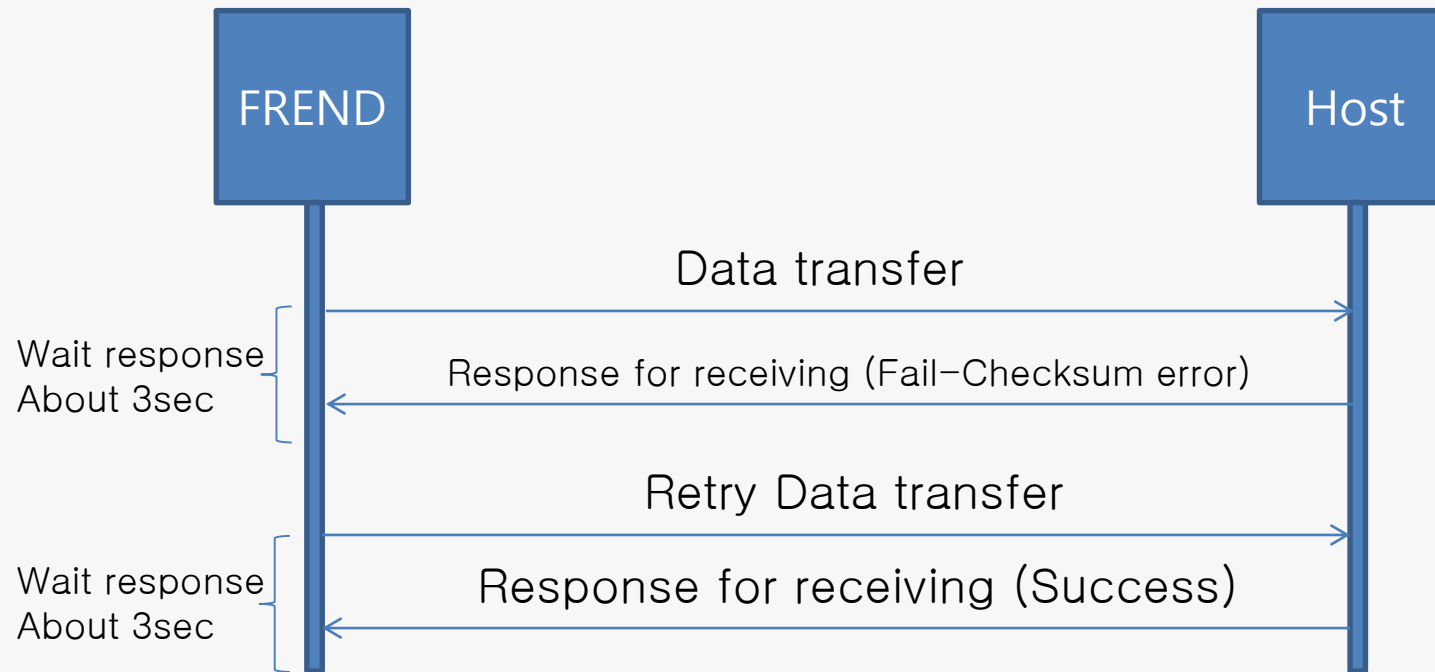 FREND
Host
Data transfer
Wait response
About 3sec
Response for receiving (Fail-Checksum error)
Retry Data transfer
Wait response
About 3sec
Response for receiving (Success)